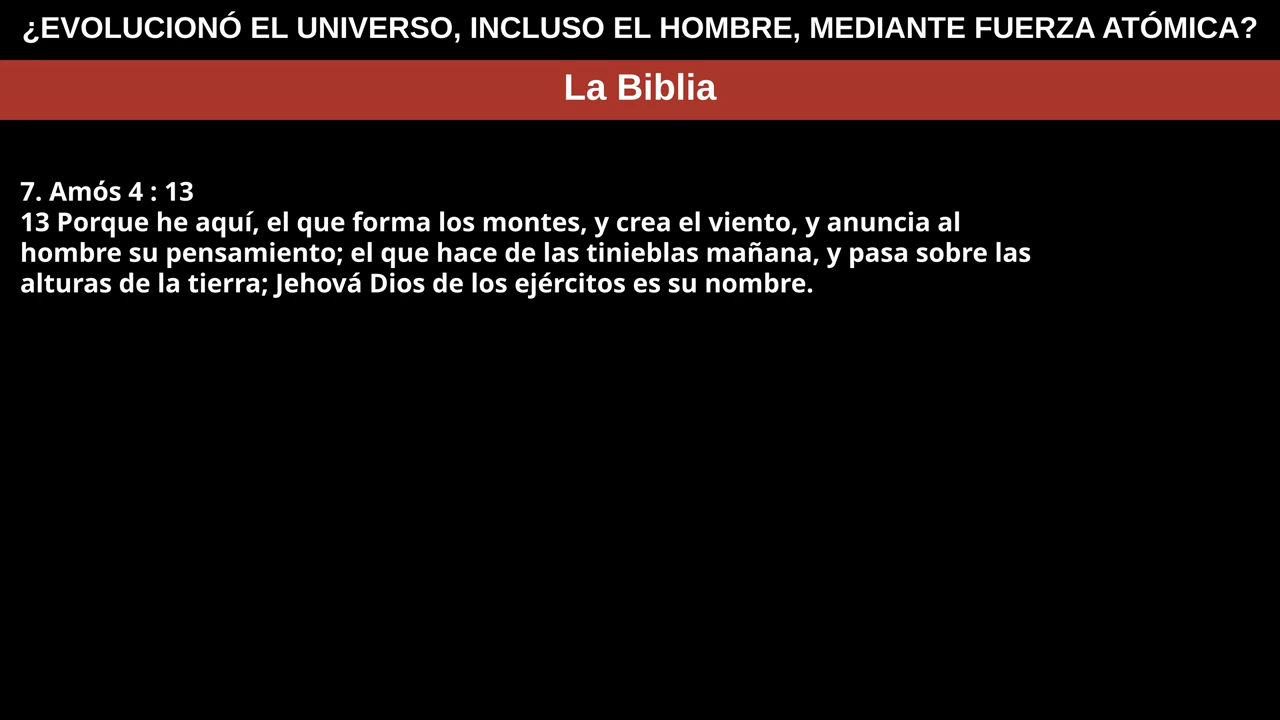 ¿EVOLUCIONÓ EL UNIVERSO, INCLUSO EL HOMBRE, MEDIANTE FUERZA ATÓMICA?
La Biblia
7. Amós 4 : 13
13 Porque he aquí, el que forma los montes, y crea el viento, y anuncia al
hombre su pensamiento; el que hace de las tinieblas mañana, y pasa sobre las
alturas de la tierra; Jehová Dios de los ejércitos es su nombre.